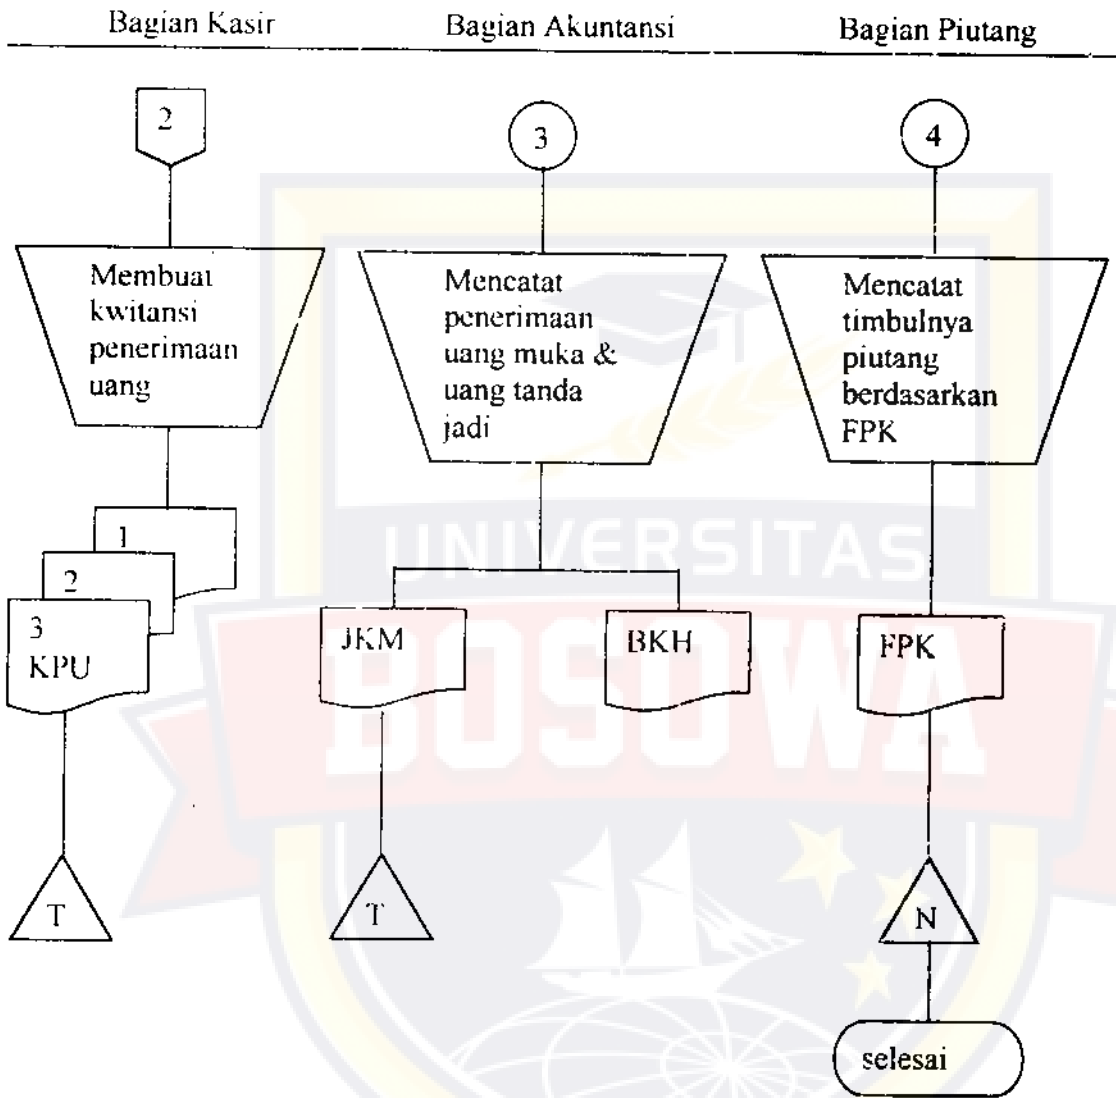 Bagian Kasir
Bagian Akuntansi
Bagian Piutang
2
3
4
Membuat
kwitansi
penerimaan
uang
Mencatat
penerimaan
uang muka &
uang tanda
jadi
Mencatat
timbulnya
piutang
berdasarkan
FPK
1
2
3
KPU
JKM
BKH
FPK
T
T
N
selesai
UNIVERSITAS
BOSOWA